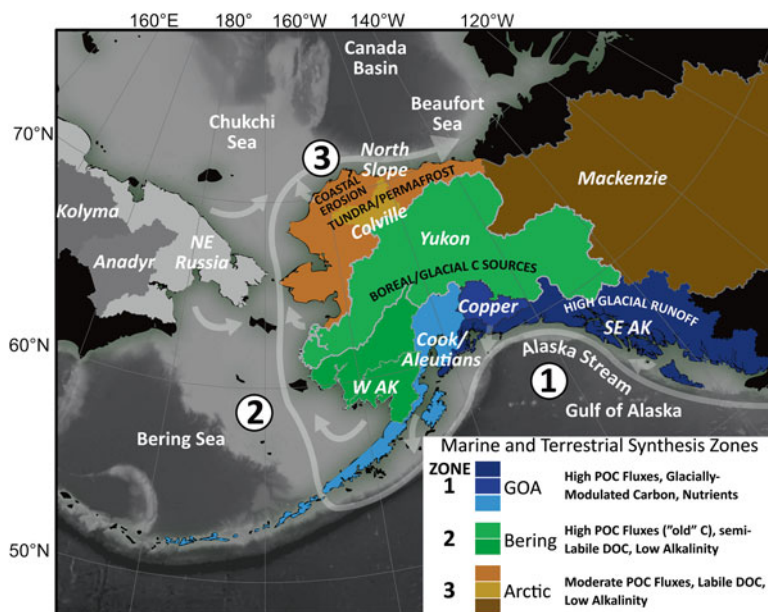 160°E 180° 160°W 140°W 120°W
70°N
60°N
50°N
Canada
Basin
Beaufort
Sea
Chukchi
Sea
3
North
Slope
COASTAL
EROSION
TUNDRA/PERMAFROST
Colville
Mackenzie
Kolyma
Anadyr
NE
Russia
Yukon
BOREAL/GLACIAL C SOURCES
Copper
HIGH GLACIAL RUNOFF
SE AK
Cook/
Aleutians
W AK
Alaska Stream
1
Gulf of Alaska
2
Bering Sea
Marine and Terrestrial Synthesis Zones
ZONE
1 GOA High POC Fluxes, Glacially-
Modulated Carbon, Nutrients
2 Bering High POC Fluxes ("old" C), semi-
Labile DOC, Low Alkalinity
3 Arctic Moderate POC Fluxes, Labile DOC,
Low Alkalinity